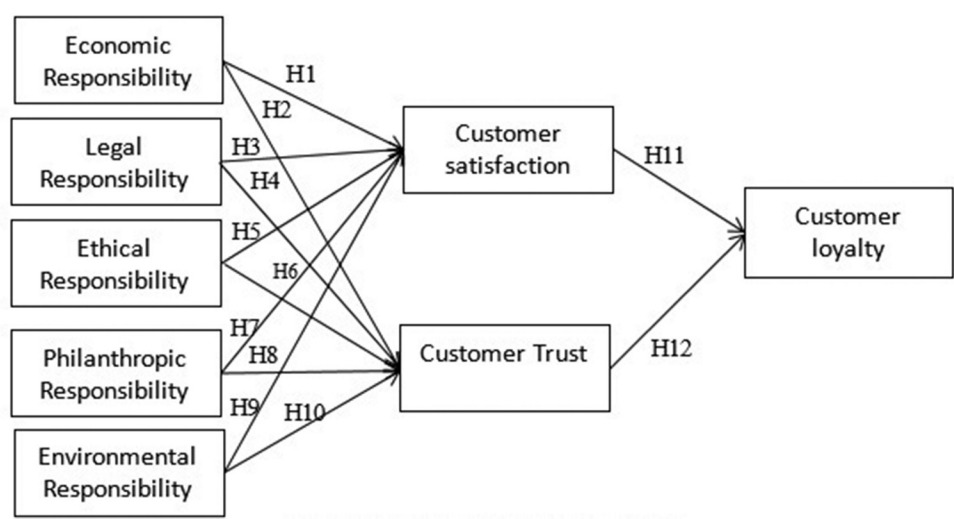 Economic
Responsibility
H1
H2
Legal
Responsibility
H3
H4
Customer
satisfaction
H11
Ethical
Responsibility
H5
H6
Customer
loyalty
Philanthropic
Responsibility
H7
H8
Customer Trust
H12
Environmental
Responsibility
H9
H10